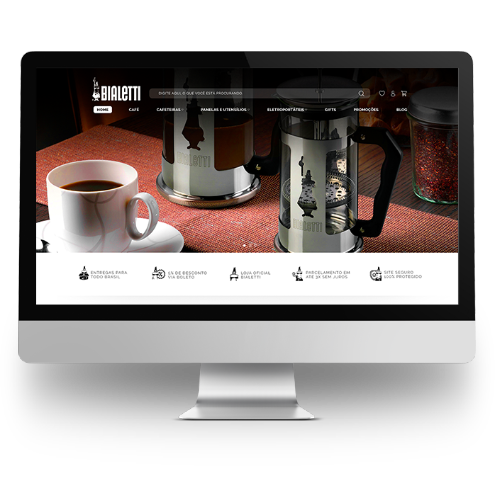 BIALETTI
DIGITE AQUI, O QUE VOCÊ ESTÁ PROCURANDO
HOME CAFÉ CAFETEIRAS PANELAS E UTENSÍLIOS ELETROPORTÁTEIS GIFTS PROMOÇÕES BLOG
BIALETTI
ENTREGAS PARA
TODO BRASIL
5% DE DESCONTO
VIA BOLETO
LOJA OFICIAL
BIALETTI
PARCELAMENTO EM
ATÉ 3X SEM JUROS
SITE SEGURO
100% PROTEGIDO